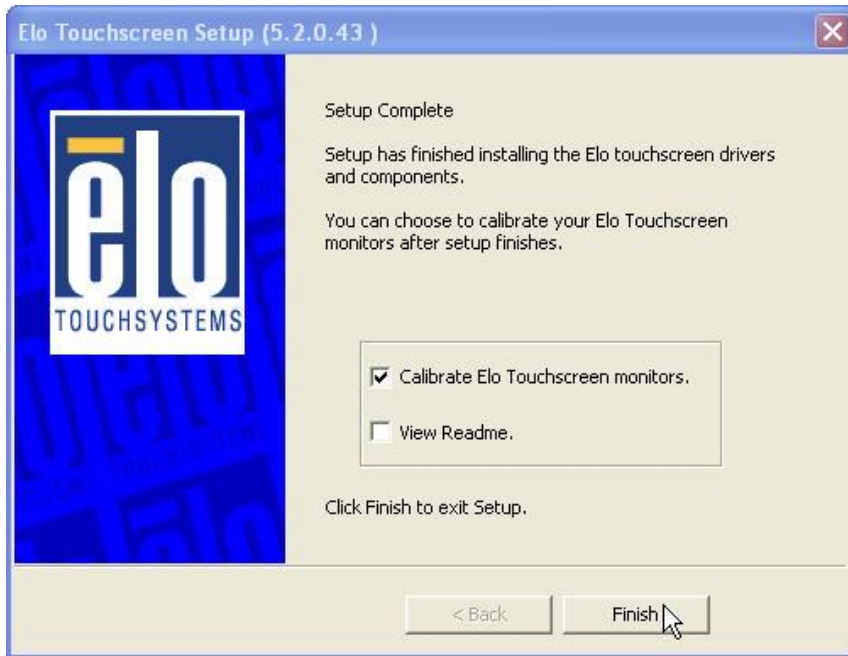 Elo Touchscreen Setup (5.2.0.43 )
ēlo
TOUCHSYSTEMS
Setup Complete
Setup has finished installing the Elo touchscreen drivers
and components.
You can choose to calibrate your Elo Touchscreen
monitors after setup finishes.
Calibrate Elo Touchscreen monitors.
View Readme.
Click Finish to exit Setup.
< Back
Finish